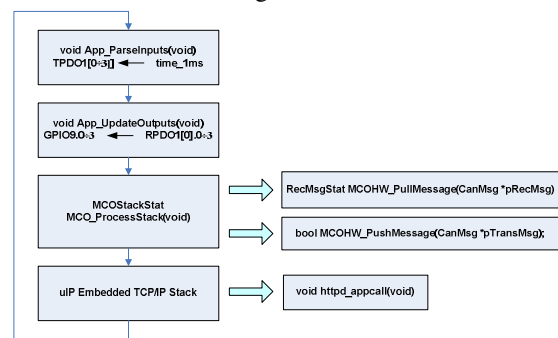 void App_ParseInputs(void)
TPDO1[0÷3] ← time_1ms
void App_UpdateOutputs(void)
GPIO9.0÷3 ← RPDO1[0].0÷3
MCOStackStat
MCO_ProcessStack(void)
RecMsgStat MCOHW_PullMessage(CanMsg *pRecMsg)
bool MCOHW_PushMessage(CanMsg *pTransMsg);
uIP Embedded TCP/IP Stack
void httpd_appcall(void)